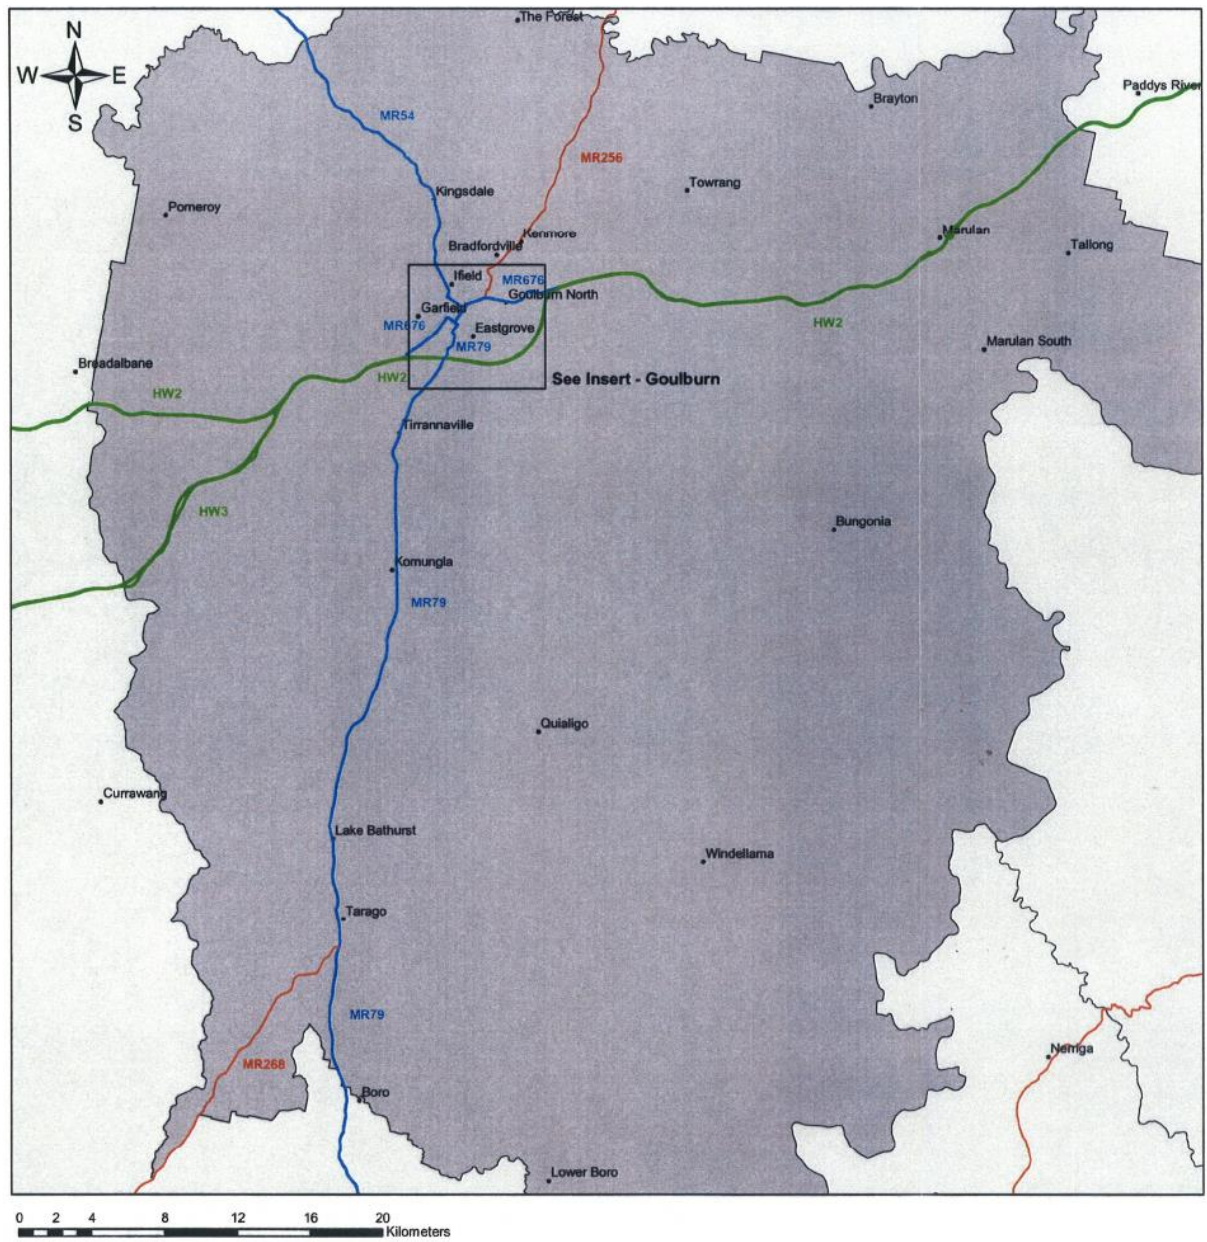 The Forest
N
W E
S
Paddys River
Brayton
MR54
MR256
Towrang
Kingsdale
Pomeroy
Kenmore
Marulan
Bradfordville
Tallong
Ifield
MR676
Goulburn North
Garfield
MR676
HW2
Eastgrove
MR79
Marulan South
Breadalbane
HW2
See Insert - Goulburn
HW2
Tirrannaville
HW3
Bungonia
Komungla
MR79
Quialigo
Currawang
Lake Bathurst
Windellama
Tarago
MR79
Nerriga
MR268
Boro
Lower Boro
0 2 4 8 12 16 20
Kilometers